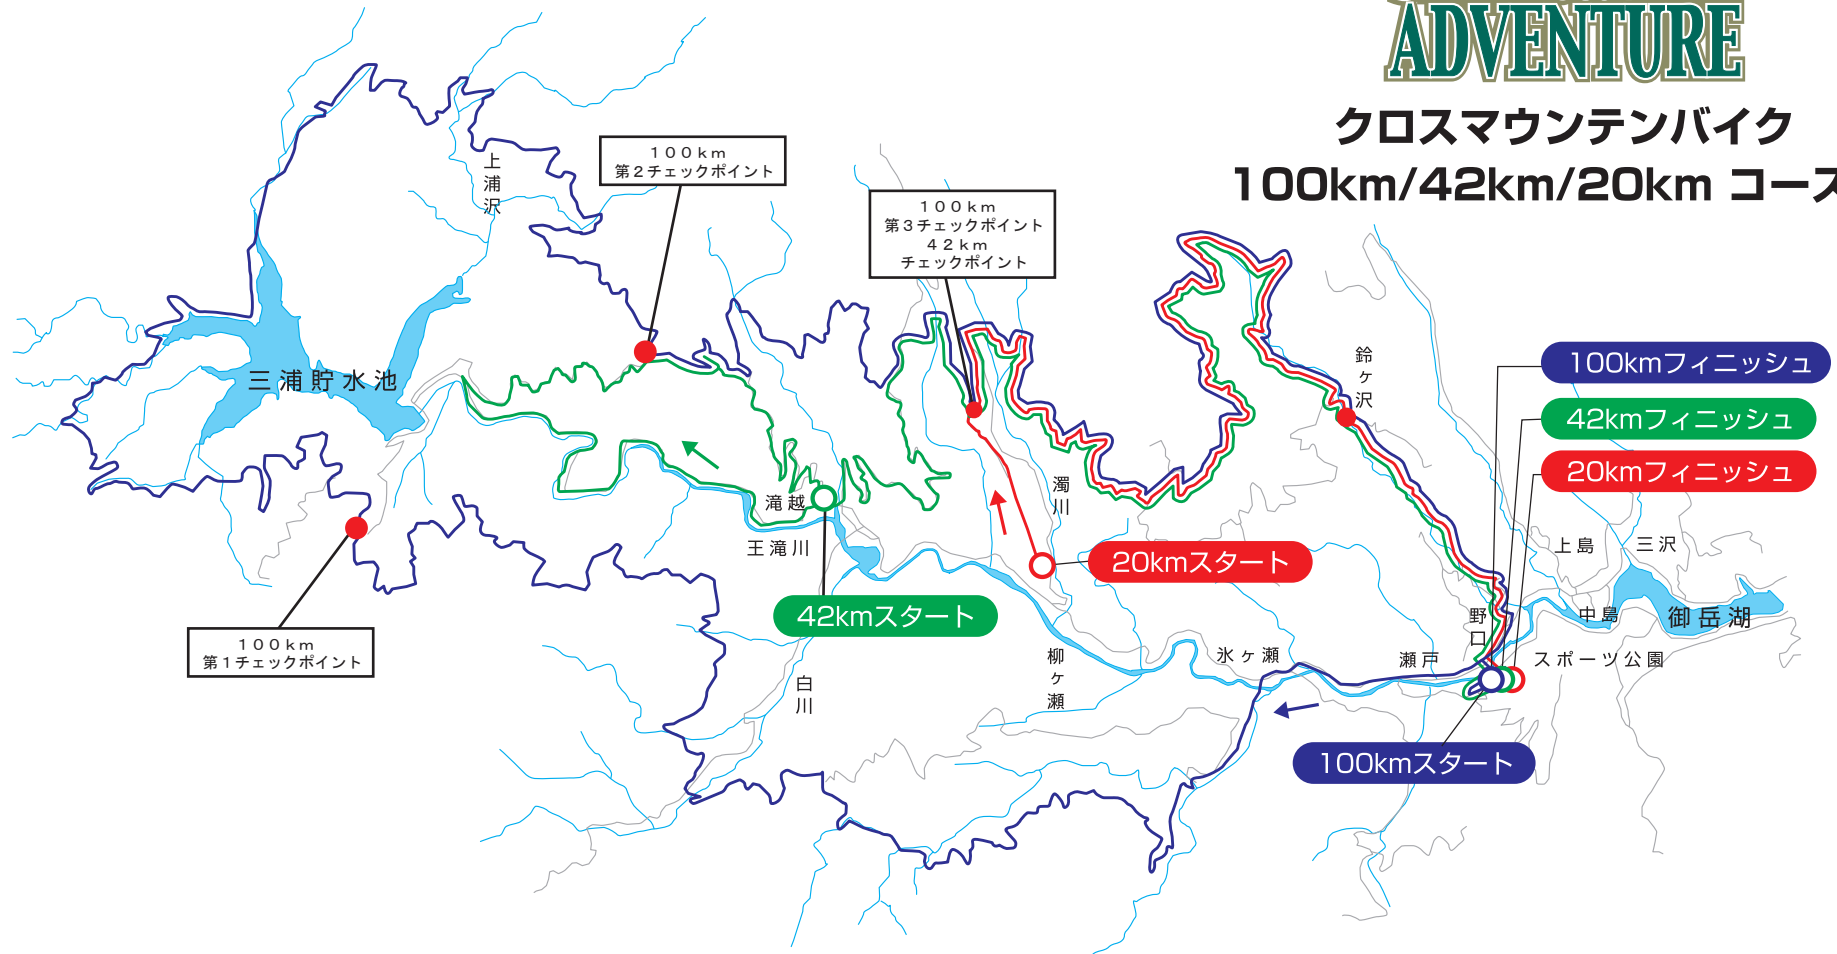 ADVENTURE
クロスマウンテンバイク
100km/42km/20km コース
上浦沢
100km
第2チェックポイント
100km
第3チェックポイント
42km
チェックポイント
三浦貯水池
鈴ヶ沢
100kmフィニッシュ
42kmフィニッシュ
20kmフィニッシュ
滝越
濁川
王滝川
上島
三沢
20kmスタート
42kmスタート
野口
中島
御岳湖
100km
第1チェックポイント
白川
柳ヶ瀬
氷ヶ瀬
瀬戸
スポーツ公園
100kmスタート